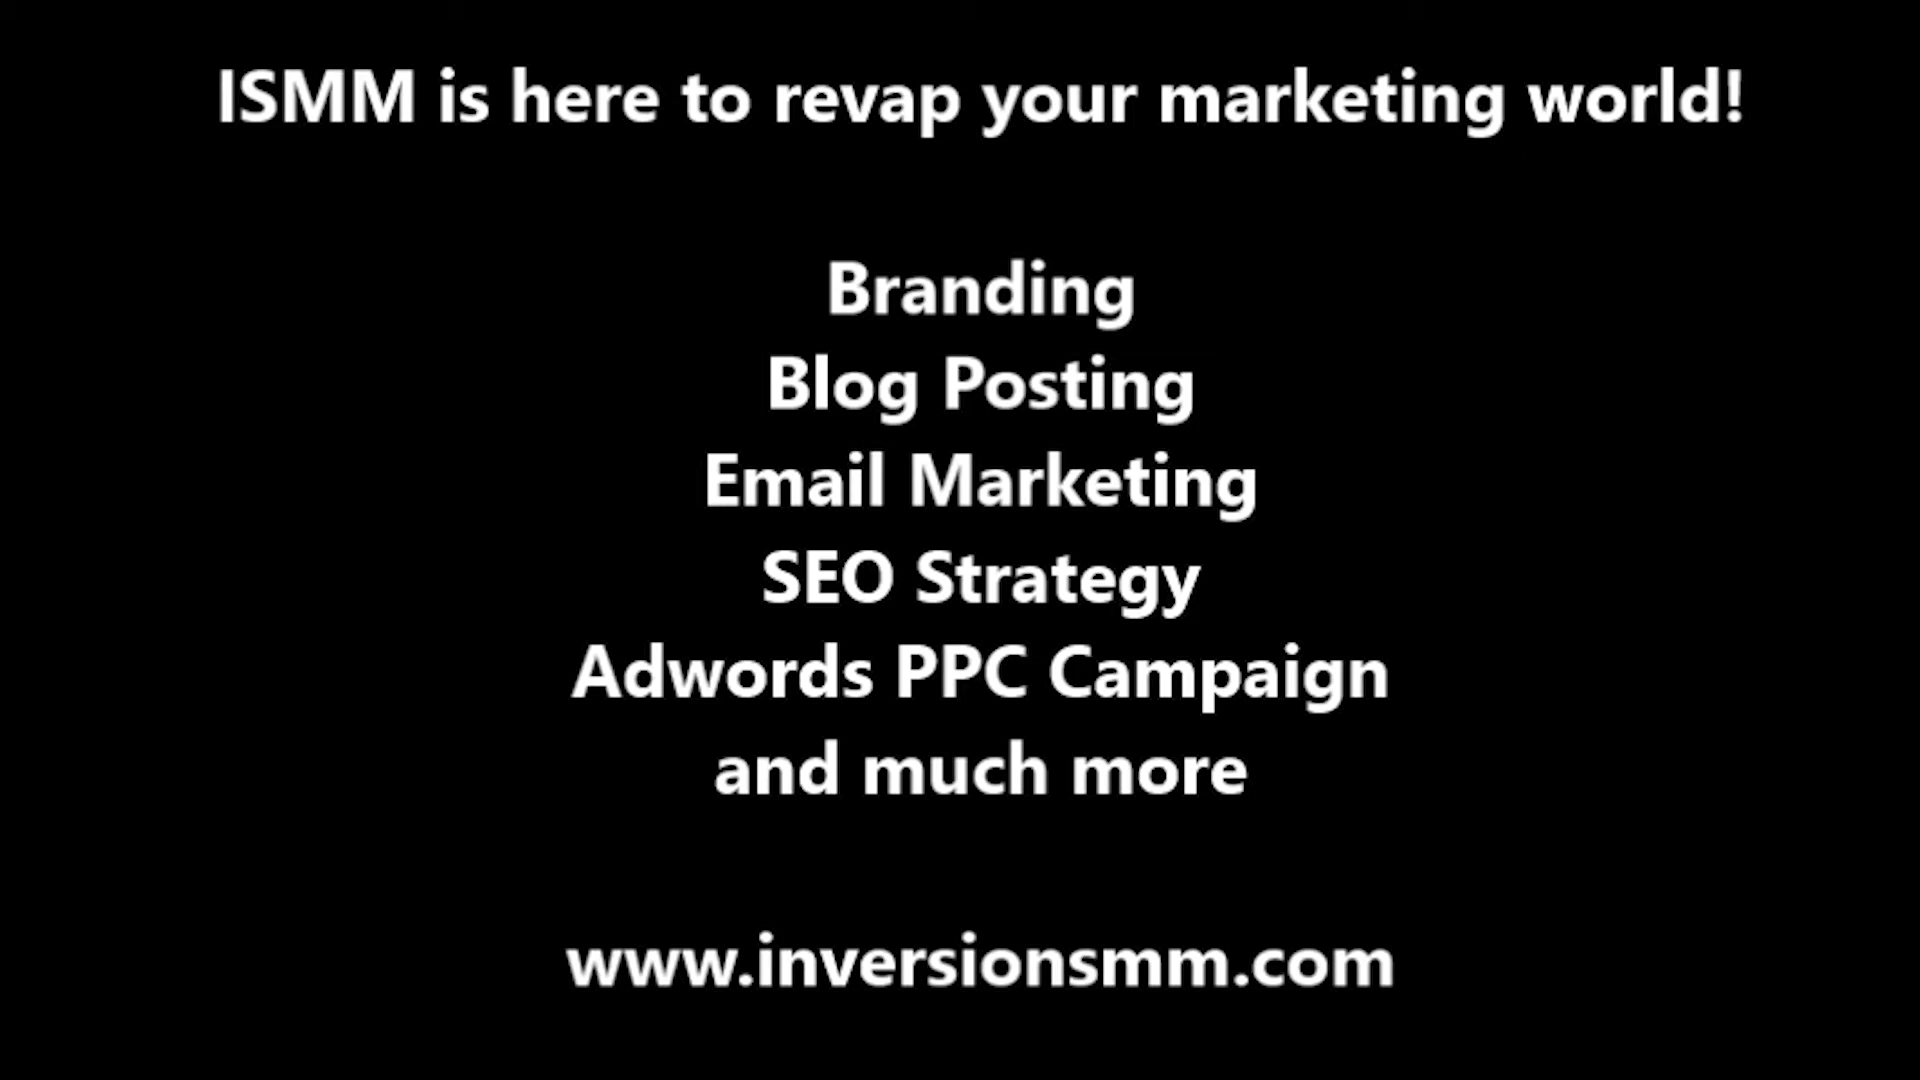 ISMM is here to revap your marketing world!
Branding
Blog Posting
Email Marketing
SEO Strategy
Adwords PPC Campaign
and much more
www.inversionsmm.com